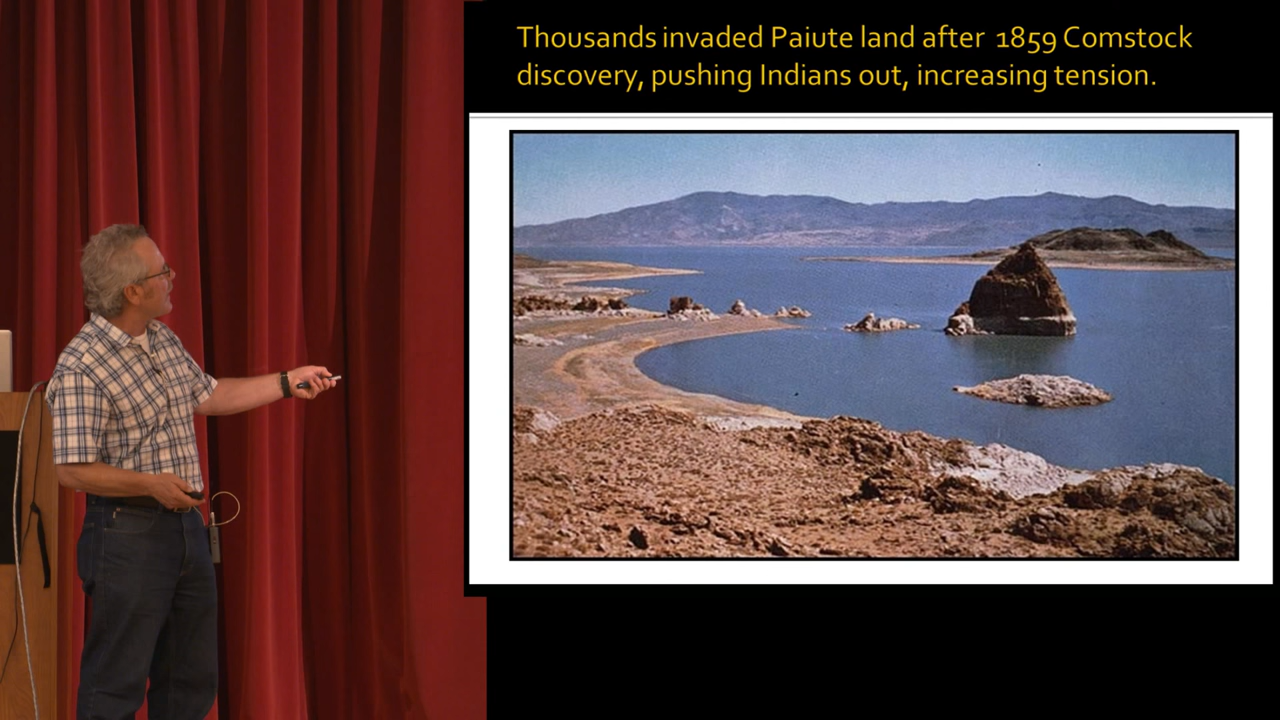 Thousands invaded Paiute land after 1859 Comstock
discovery, pushing Indians out, increasing tension.